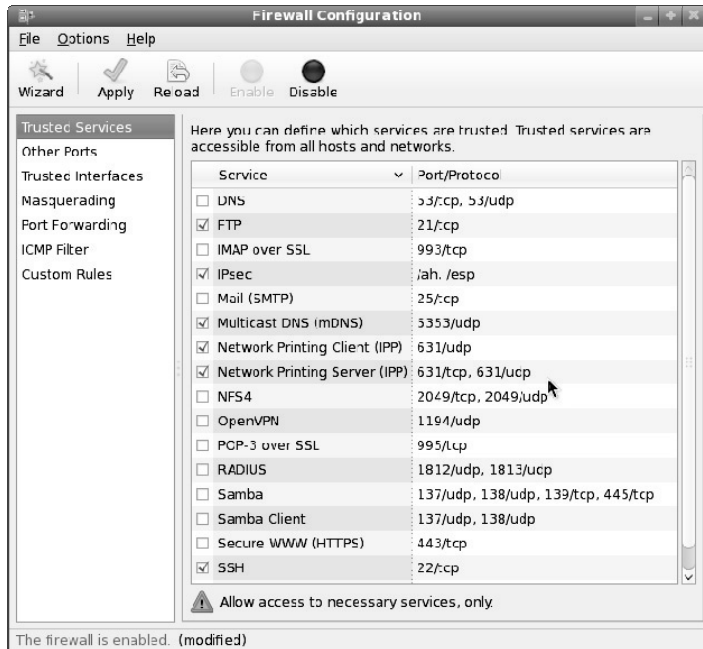 Firewall Configuration
File Options Help
Wizard Apply Reload Enable Disable
Trusted Services
Other Ports
Trusted Interfaces
Masquerading
Port Forwarding
ICMP Filter
Custom Rules
Here you can define which services are trusted. Trusted services are
accessible from all hosts and networks.
Service Port/Protocol
DNS 53/tcp, 53/udp
FTP 21/tcp
IMAP over SSL 993/tcp
IPsec /ah, /esp
Mail (SMTP) 25/tcp
Multicast DNS (mDNS) 5353/udp
Network Printing Client (IPP) 631/udp
Network Printing Server (IPP) 631/tcp, 631/udp
NFS4 2049/tcp, 2049/udp
OpenVPN 1194/udp
POP-3 over SSL 995/tcp
RADIUS 1812/udp, 1813/udp
Samba 137/udp, 138/udp, 139/tcp, 445/tcp
Samba Client 137/udp, 138/udp
Secure WWW (HTTPS) 443/tcp
SSH 22/tcp
Allow access to necessary services, only.
The firewall is enabled. (modified)